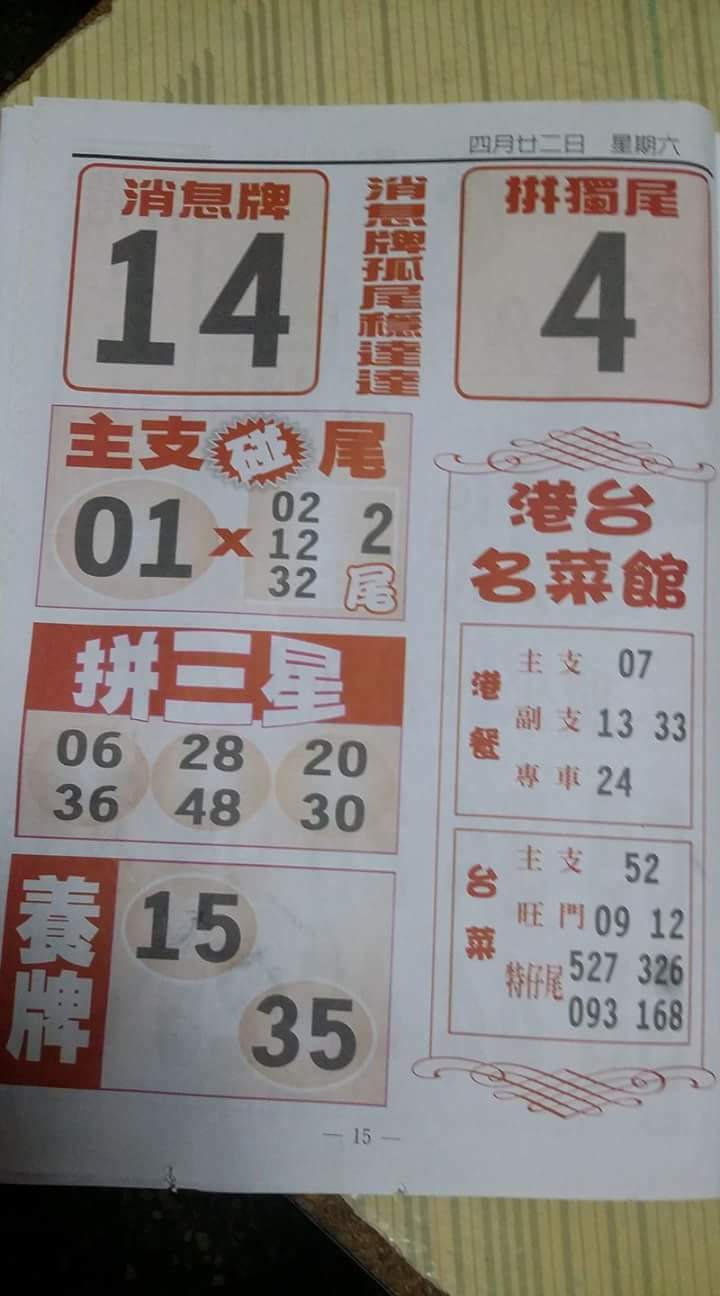 四月廿二日 星期六
消息牌
14
消息牌孤尾穩達達
拼獨尾
4
主支碰尾
01 x 02 12 32 2尾
拼三星
06 28 20
36 48 30
養牌
15
35
港台
名菜館
港餐
主支 07
副支 13 33
專車 24
台菜
主支 52
旺門 09 12
特仔尾 527 326
093 168
— 15 —